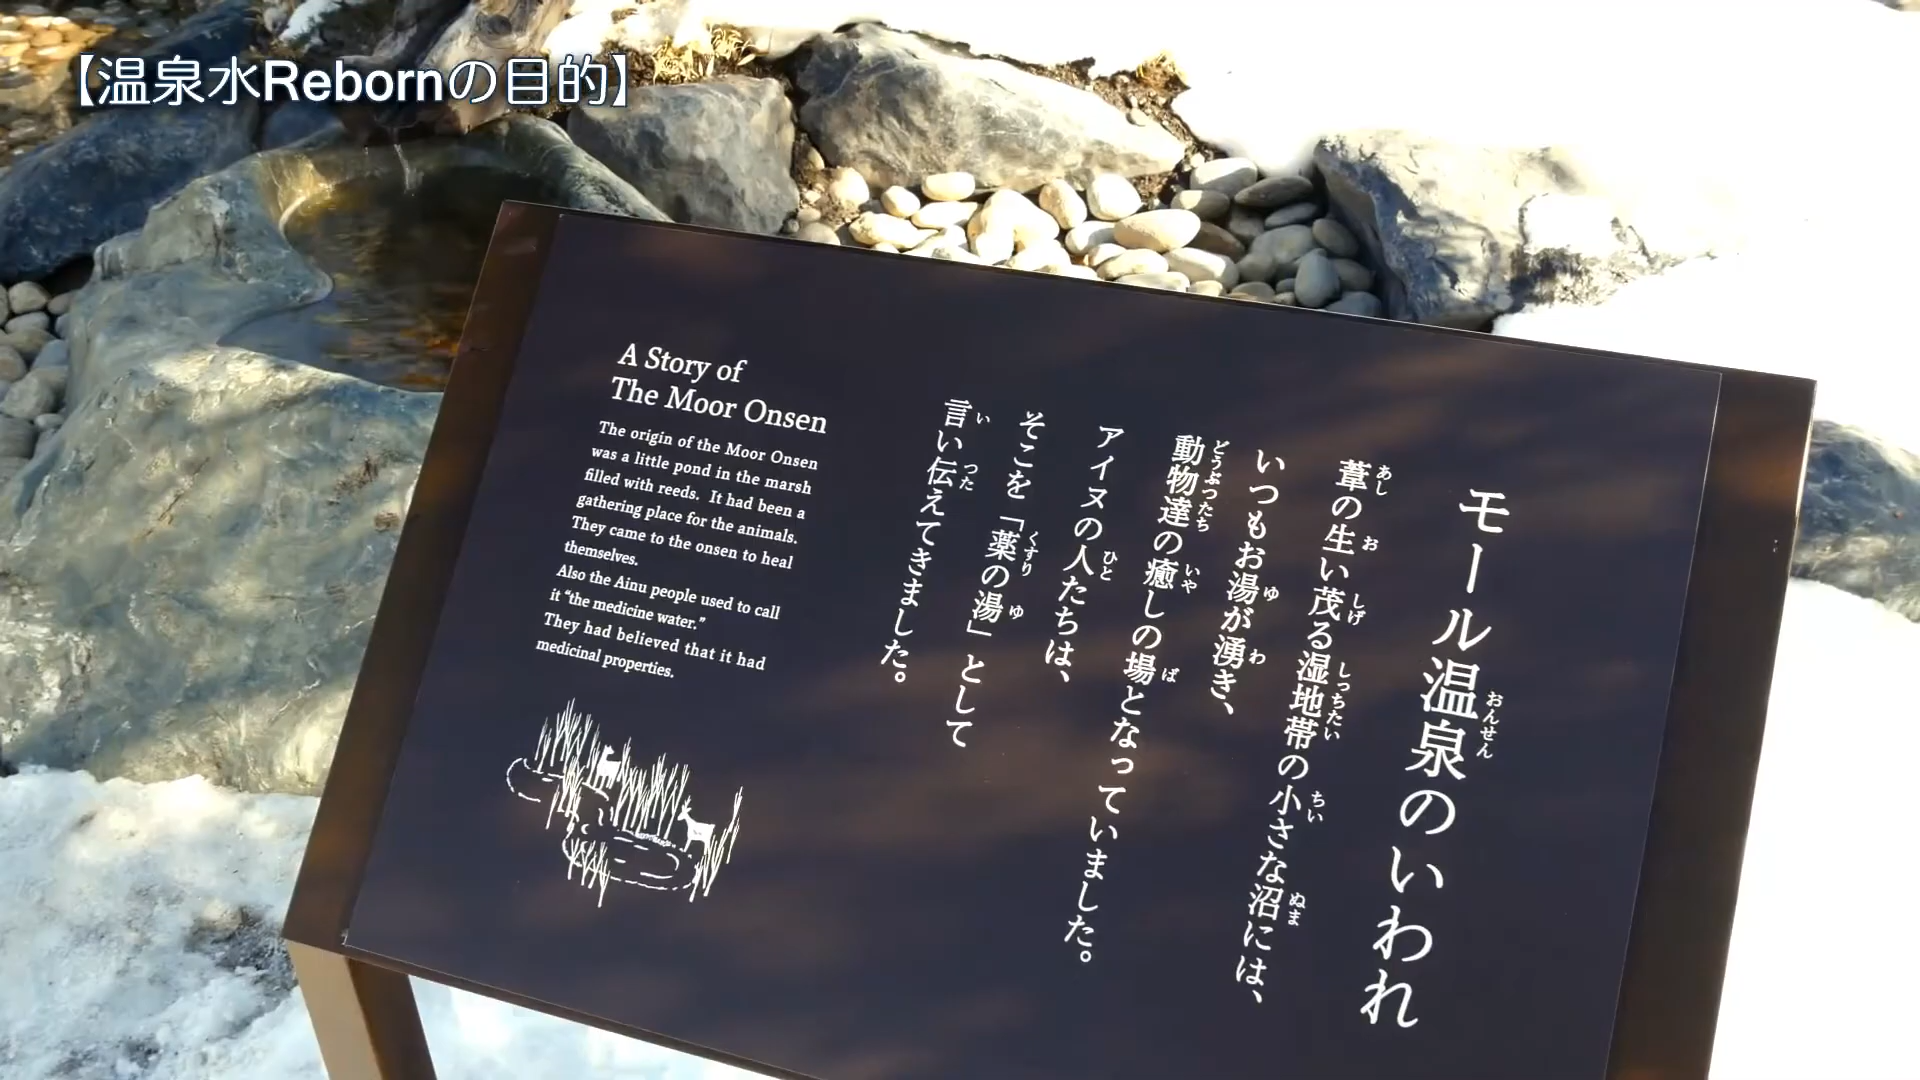 【温泉水Rebornの目的】
モール温泉のいわれ
葦の生い茂る湿地帯の小さな沼には、
いつもお湯が湧き、
動物達の癒しの場となっていました。
アイヌの人たちは、
そこを「薬の湯」として
言い伝えてきました。
A Story of
The Moor Onsen
The origin of the Moor Onsen
was a little pond in the marsh
filled with reeds. It had been a
gathering place for the animals.
They came to the onsen to heal
themselves.
Also the Ainu people used to call
it “the medicine water.”
They had believed that it had
medicinal properties.